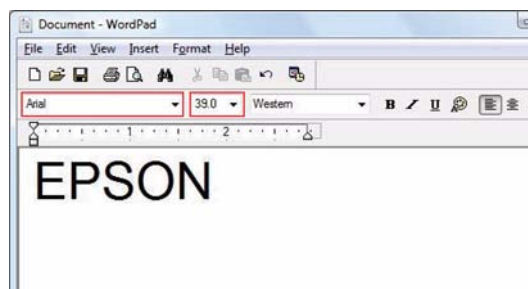 Document - WordPad
File Edit View Insert Format Help
Arial 39.0 Western B I U
1 2
EPSON